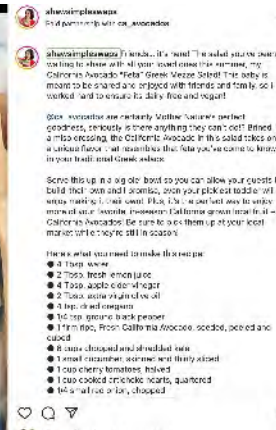 shawsimpleswaps
Paid partnership with ca_avocados
shawsimpleswaps Friends... it's here! The salad you've been
waiting to share with all your loved ones this summer, my
California Avocado "Feta" Greek Mezze Salad! This baby is
meant to be shared and enjoyed with friends and family, so I
worked hard to ensure its dairy-free and vegan!
@ca_avocados are certainly Mother Nature's perfect
goodness, seriously is there anything they can't do!? Brined
a miso dressing, the California Avocado in this salad takes on
a unique flavor that resembles that feta you've come to know
in your traditional Greek salads.
Serve this up in a big ole' bowl so you can allow your guests
build their own and I promise, even your pickiest toddler will
enjoy making it their own! Plus, it's the perfect way to enjoy
more of your favorite, in-season California grown local fruit –
California Avocados! Be sure to pick them up at your local
market while they're still in season!
Here's what you need to make this recipe:
4 Tbsp. water
2 Tbsp. fresh lemon juice
4 Tbsp. apple cider vinegar
2 Tbsp. extra virgin olive oil
4 tsp. dried oregano
1/4 tsp. ground black pepper
1 firm ripe, Fresh California Avocado, seeded, peeled and
cubed
6 cups chopped and shredded kale
1 small cucumber, skinned and thinly sliced
1 cup cherry tomatoes, halved
1 cup cooked artichoke hearts, quartered
1/4 small red onion, chopped